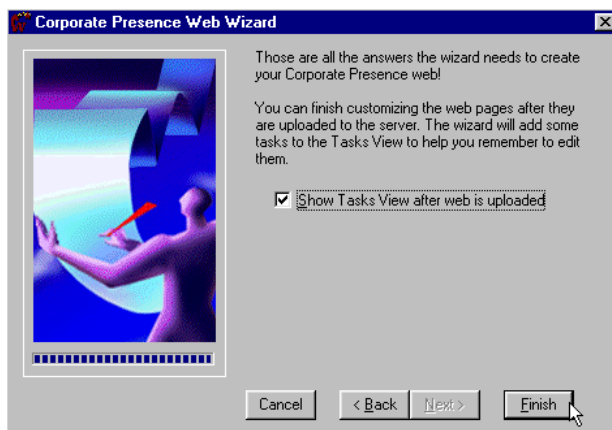 Corporate Presence Web Wizard
Those are all the answers the wizard needs to create
your Corporate Presence web!
You can finish customizing the web pages after they
are uploaded to the server. The wizard will add some
tasks to the Tasks View to help you remember to edit
them.
Show Tasks View after web is uploaded
Cancel
< Back
Next >
Finish